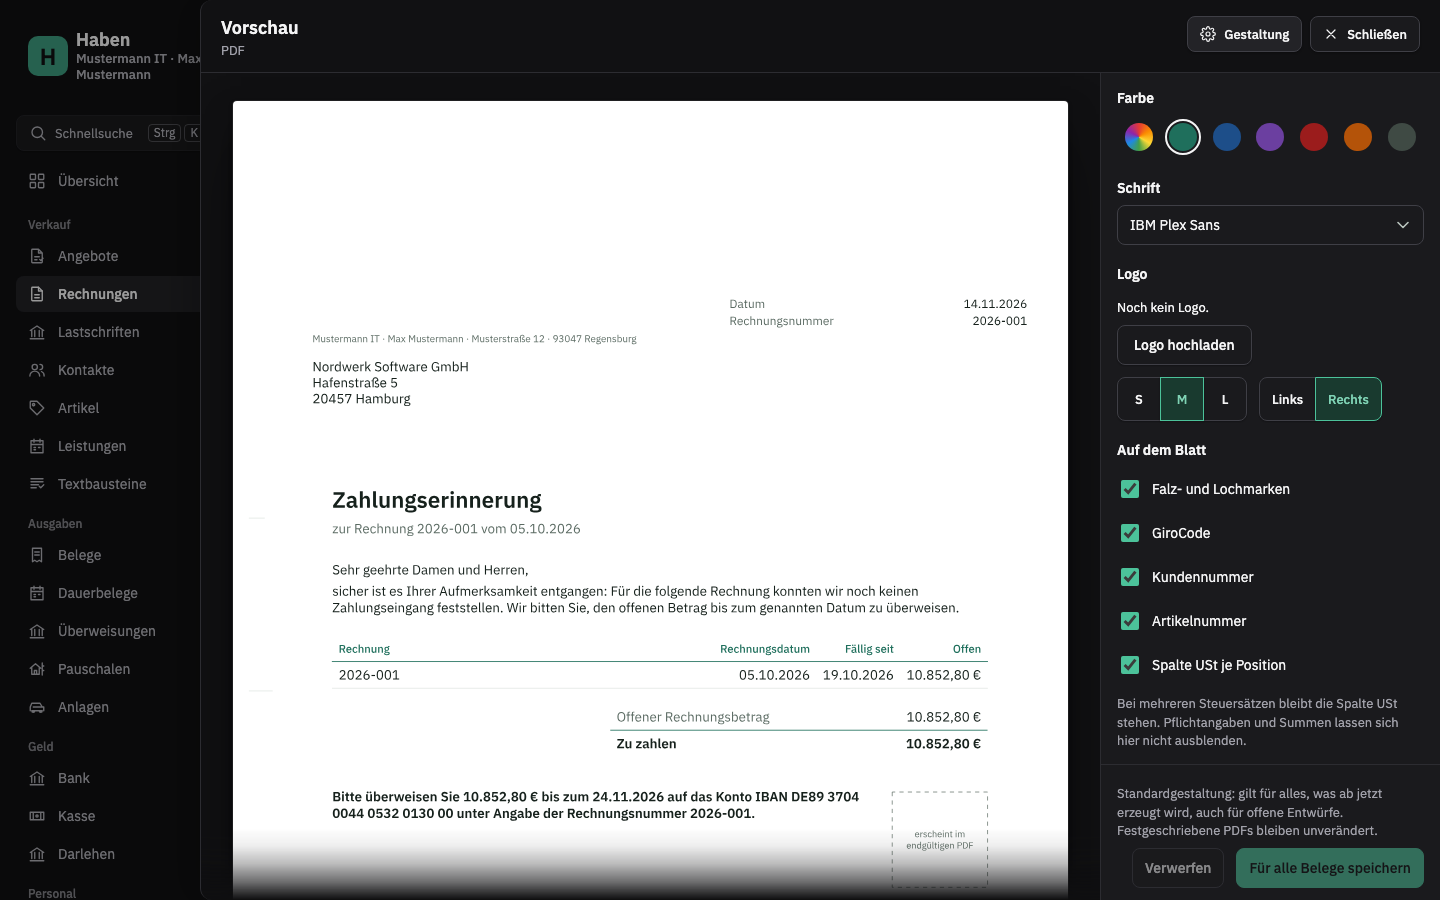 Haben
Mustermann IT · Max
Mustermann
Schnellsuche Strg K
Übersicht
Verkauf
Angebote
Rechnungen
Lastschriften
Kontakte
Artikel
Leistungen
Textbausteine
Ausgaben
Belege
Dauerbelege
Überweisungen
Pauschalen
Anlagen
Geld
Bank
Kasse
Darlehen
Personal
Vorschau
PDF
Gestaltung
Schließen
Datum 14.11.2026
Rechnungsnummer 2026-001
Mustermann IT · Max Mustermann · Musterstraße 12 · 93047 Regensburg
Nordwerk Software GmbH
Hafenstraße 5
20457 Hamburg
Zahlungserinnerung
zur Rechnung 2026-001 vom 05.10.2026
Sehr geehrte Damen und Herren,
sicher ist es Ihrer Aufmerksamkeit entgangen: Für die folgende Rechnung konnten wir noch keinen
Zahlungseingang feststellen. Wir bitten Sie, den offenen Betrag bis zum genannten Datum zu überweisen.
Rechnung Rechnungsdatum Fällig seit Offen
2026-001 05.10.2026 19.10.2026 10.852,80 €
Offener Rechnungsbetrag 10.852,80 €
Zu zahlen 10.852,80 €
Bitte überweisen Sie 10.852,80 € bis zum 24.11.2026 auf das Konto IBAN DE89 3704
0044 0532 0130 00 unter Angabe der Rechnungsnummer 2026-001.
erscheint im
endgültigen PDF
Farbe
Schrift
IBM Plex Sans
Logo
Noch kein Logo.
Logo hochladen
S M L Links Rechts
Auf dem Blatt
Falz- und Lochmarken
GiroCode
Kundennummer
Artikelnummer
Spalte USt je Position
Bei mehreren Steuersätzen bleibt die Spalte USt
stehen. Pflichtangaben und Summen lassen sich
hier nicht ausblenden.
Standardgestaltung: gilt für alles, was ab jetzt
erzeugt wird, auch für offene Entwürfe.
Festgeschriebene PDFs bleiben unverändert.
Verwerfen
Für alle Belege speichern
H